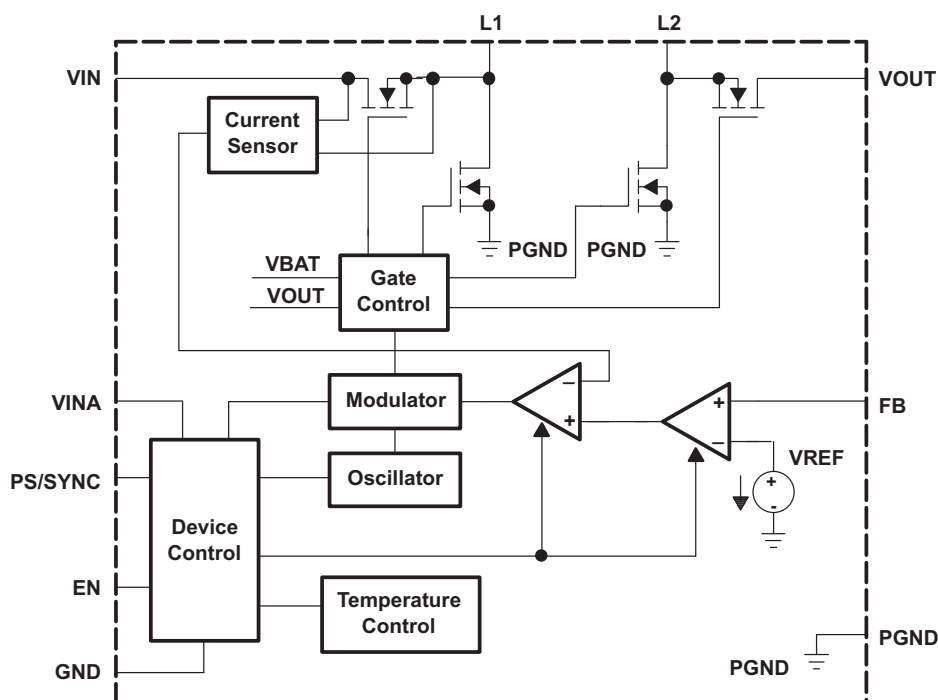 L1
L2
VIN
VOUT
Current
Sensor
PGND
PGND
VBAT
VOUT
Gate
Control
−
+
VINA
Modulator
+
−
FB
VREF
+
-
PS/SYNC
Oscillator
Device
Control
EN
Temperature
Control
PGND
PGND
GND